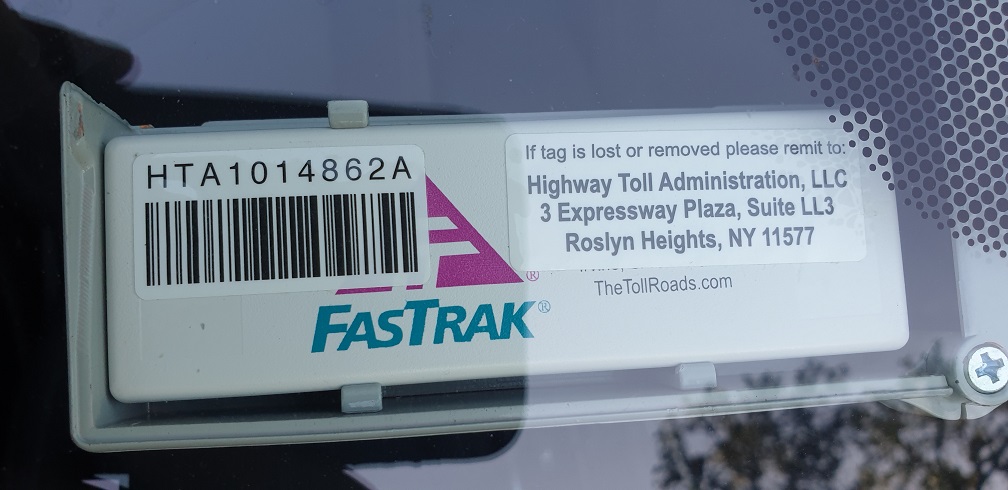 HTA1014862A
If tag is lost or removed please remit to:
Highway Toll Administration, LLC
3 Expressway Plaza, Suite LL3
Roslyn Heights, NY 11577
TheTollRoads.com
FASTRAK®